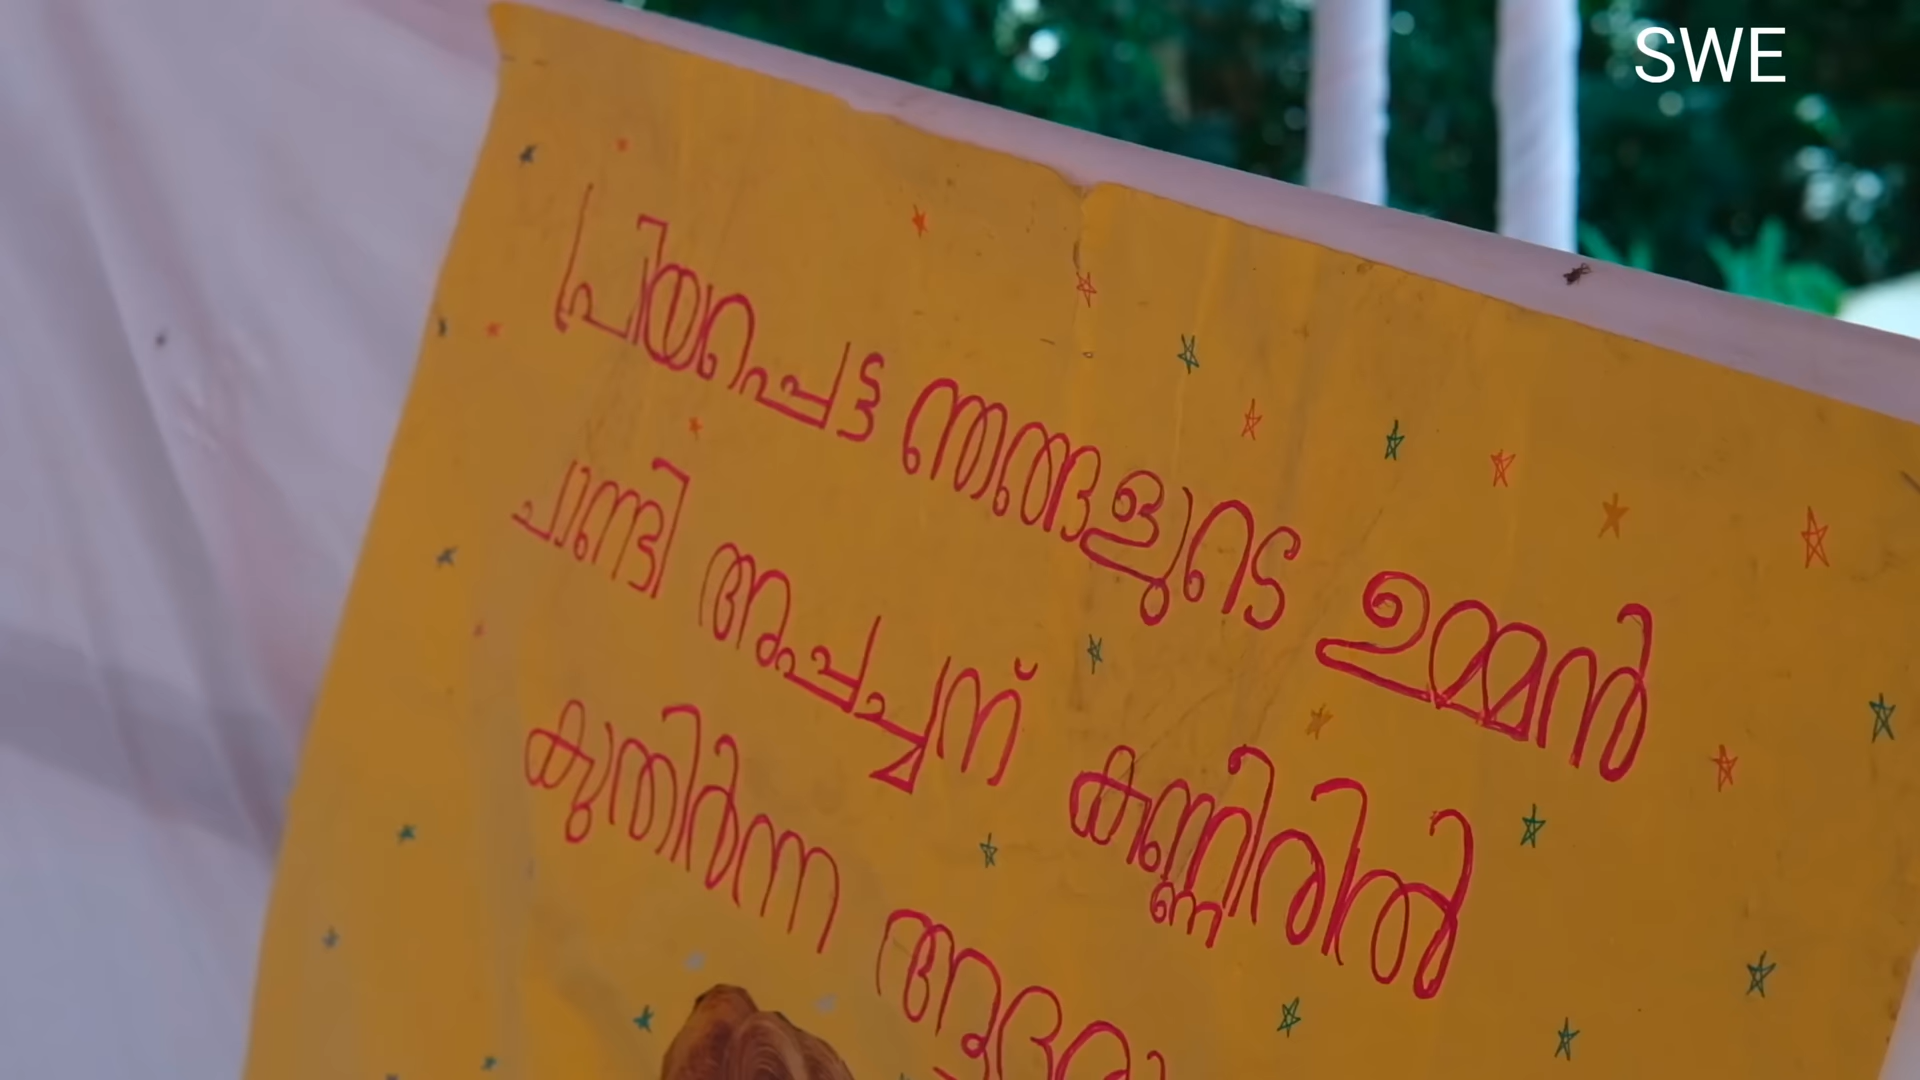 SWE
പ്രിയപ്പെട്ട ഞങ്ങളുടെ ഉമ്മൻ
ചാണ്ടി അപ്പച്ചന് കണ്ണീരിൽ
കുതിർന്ന